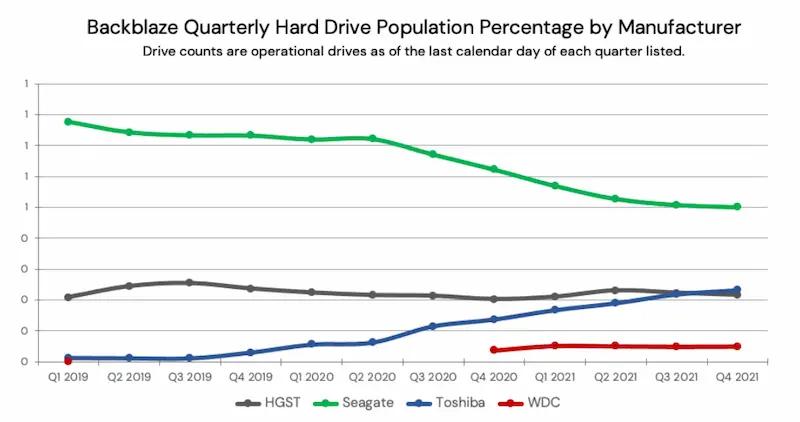 Backblaze Quarterly Hard Drive Population Percentage by Manufacturer
Drive counts are operational drives as of the last calendar day of each quarter listed.
1
1
1
1
1
0
0
0
0
0
Q1 2019 Q2 2019 Q3 2019 Q4 2019 Q1 2020 Q2 2020 Q3 2020 Q4 2020 Q1 2021 Q2 2021 Q3 2021 Q4 2021
HGST Seagate Toshiba WDC